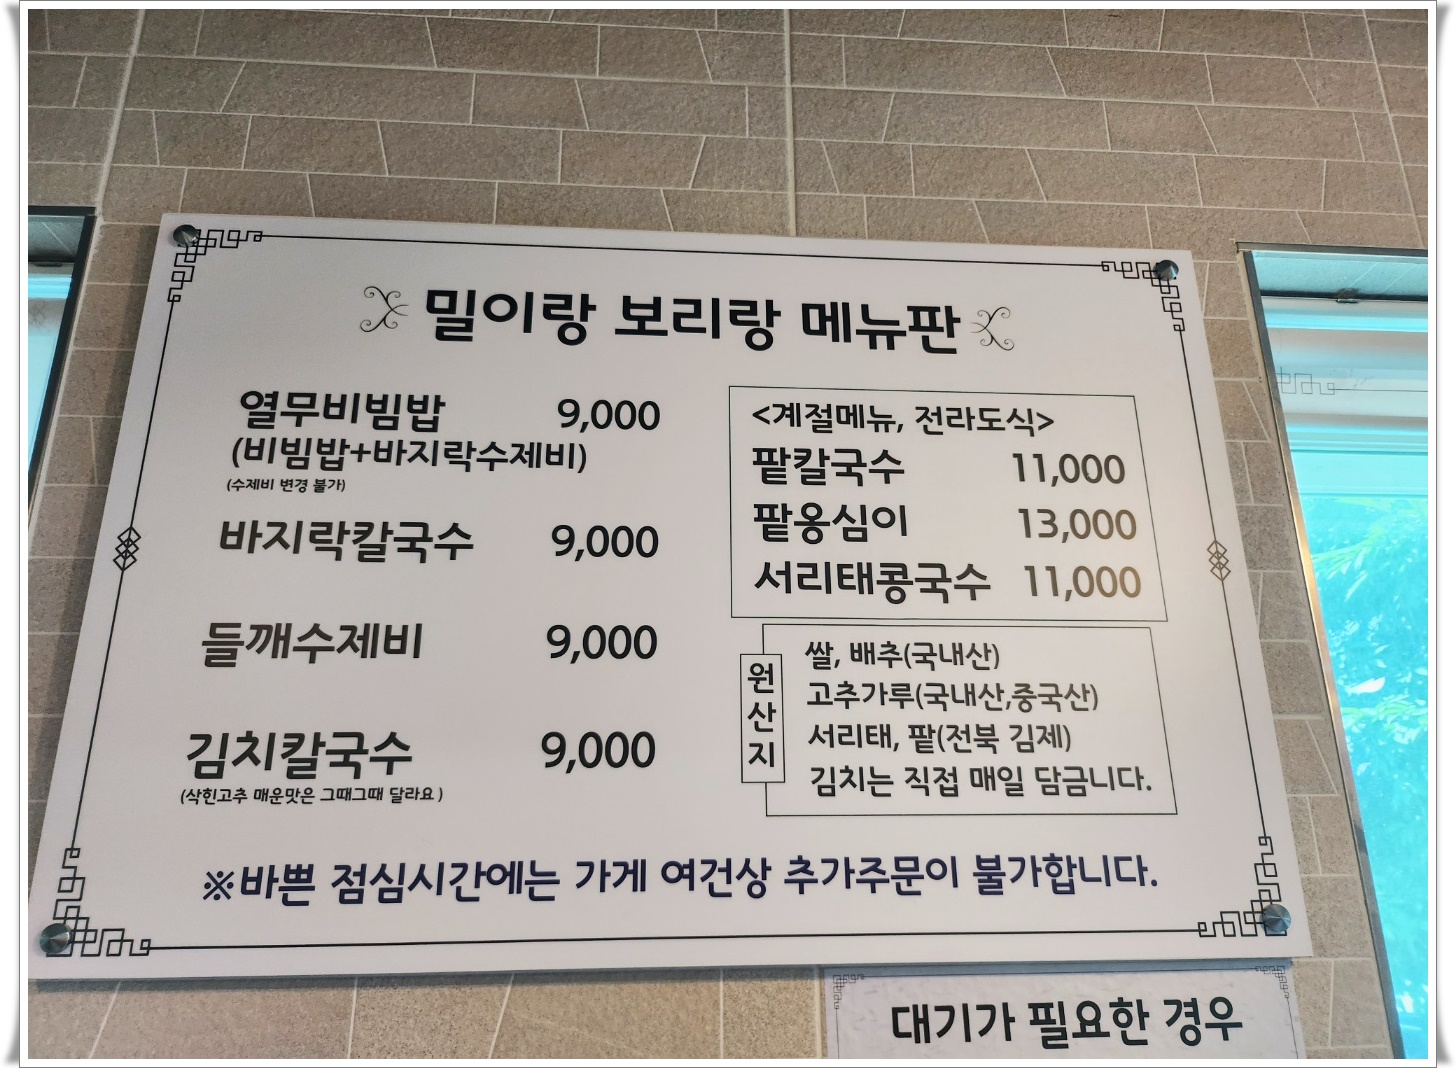 밀이랑 보리랑 메뉴판
열무비빔밥 9,000
(비빔밥+바지락수제비)
(수제비 변경 불가)
바지락칼국수 9,000
들깨수제비 9,000
김치칼국수 9,000
(삭힌고추 매운맛은 그때그때 달라요)
<계절메뉴, 전라도식>
팥칼국수 11,000
팥옹심이 13,000
서리태콩국수 11,000
원산지
쌀, 배추(국내산)
고추가루(국내산,중국산)
서리태, 팥(전북 김제)
김치는 직접 매일 담금니다.
※바쁜 점심시간에는 가게 여건상 추가주문이 불가합니다.
대기가 필요한 경우